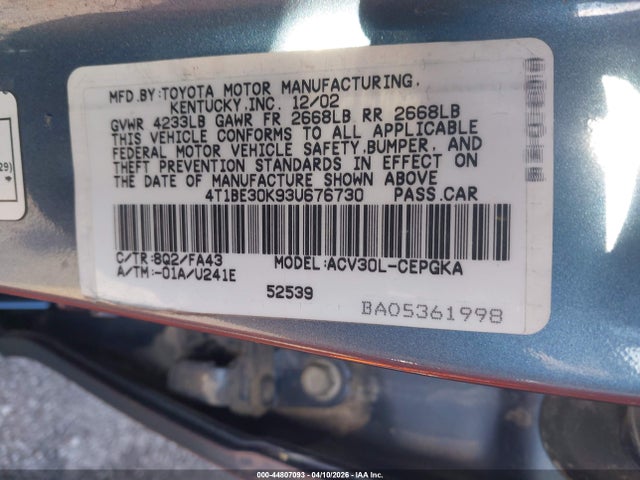 MFD.BY:TOYOTA MOTOR MANUFACTURING,
KENTUCKY,INC. 12/02
GVWR 4233LB GAWR FR 2668LB RR 2668LB
THIS VEHICLE CONFORMS TO ALL APPLICABLE
FEDERAL MOTOR VEHICLE SAFETY,BUMPER, AND
THEFT PREVENTION STANDARDS IN EFFECT ON
THE DATE OF MANUFACTURE SHOWN ABOVE
4T1BE30K93U676730 PASS.CAR
C/TR:8Q2/FA43 MODEL:ACV30L-CEPGKA
A/TM:-01A/U241E
52539
BA05361998
29)
000-44807093 - 04/10/2026 - IAA Inc.